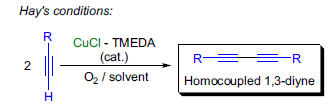 Hay's conditions:
R
2
H
CuCl - TMEDA
(cat.)
O2 / solvent
R R
Homocoupled 1,3-diyne